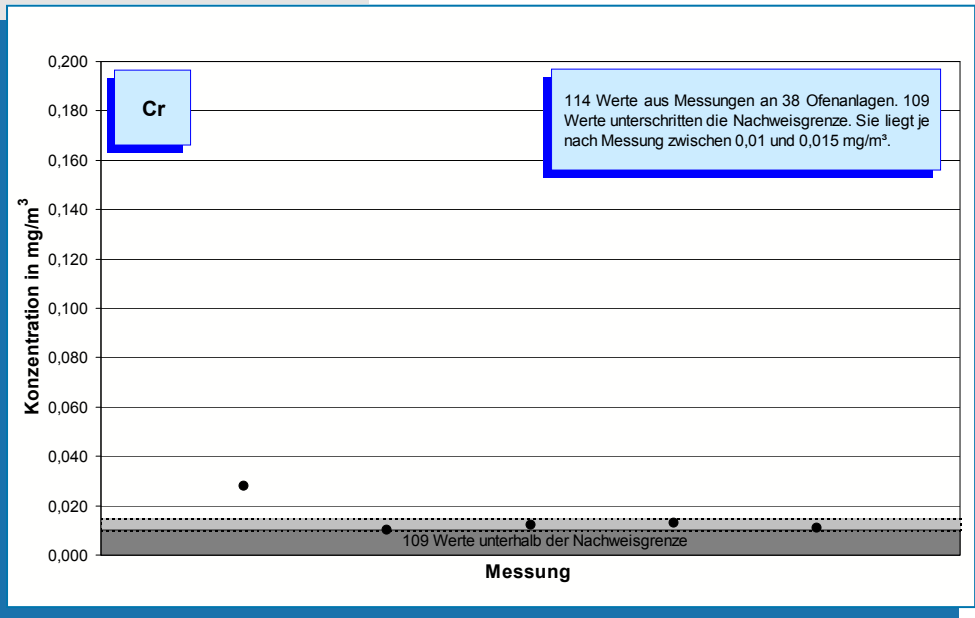 Cr
114 Werte aus Messungen an 38 Ofenanlagen. 109
Werte unterschritten die Nachweisgrenze. Sie liegt je
nach Messung zwischen 0,01 und 0,015 mg/m³.
Konzentration in mg/m³
0,200
0,180
0,160
0,140
0,120
0,100
0,080
0,060
0,040
0,020
0,000
109 Werte unterhalb der Nachweisgrenze
Messung